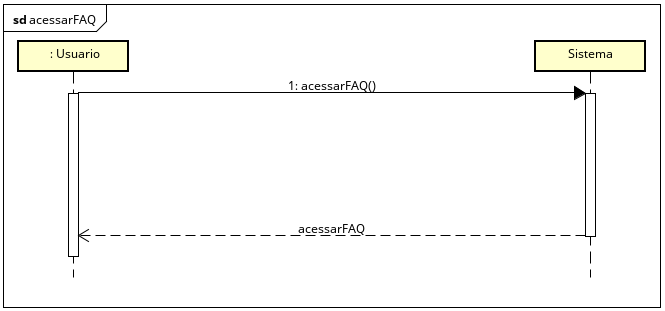 sd acessarFAQ
: Usuario
Sistema
1: acessarFAQ()
acessarFAQ